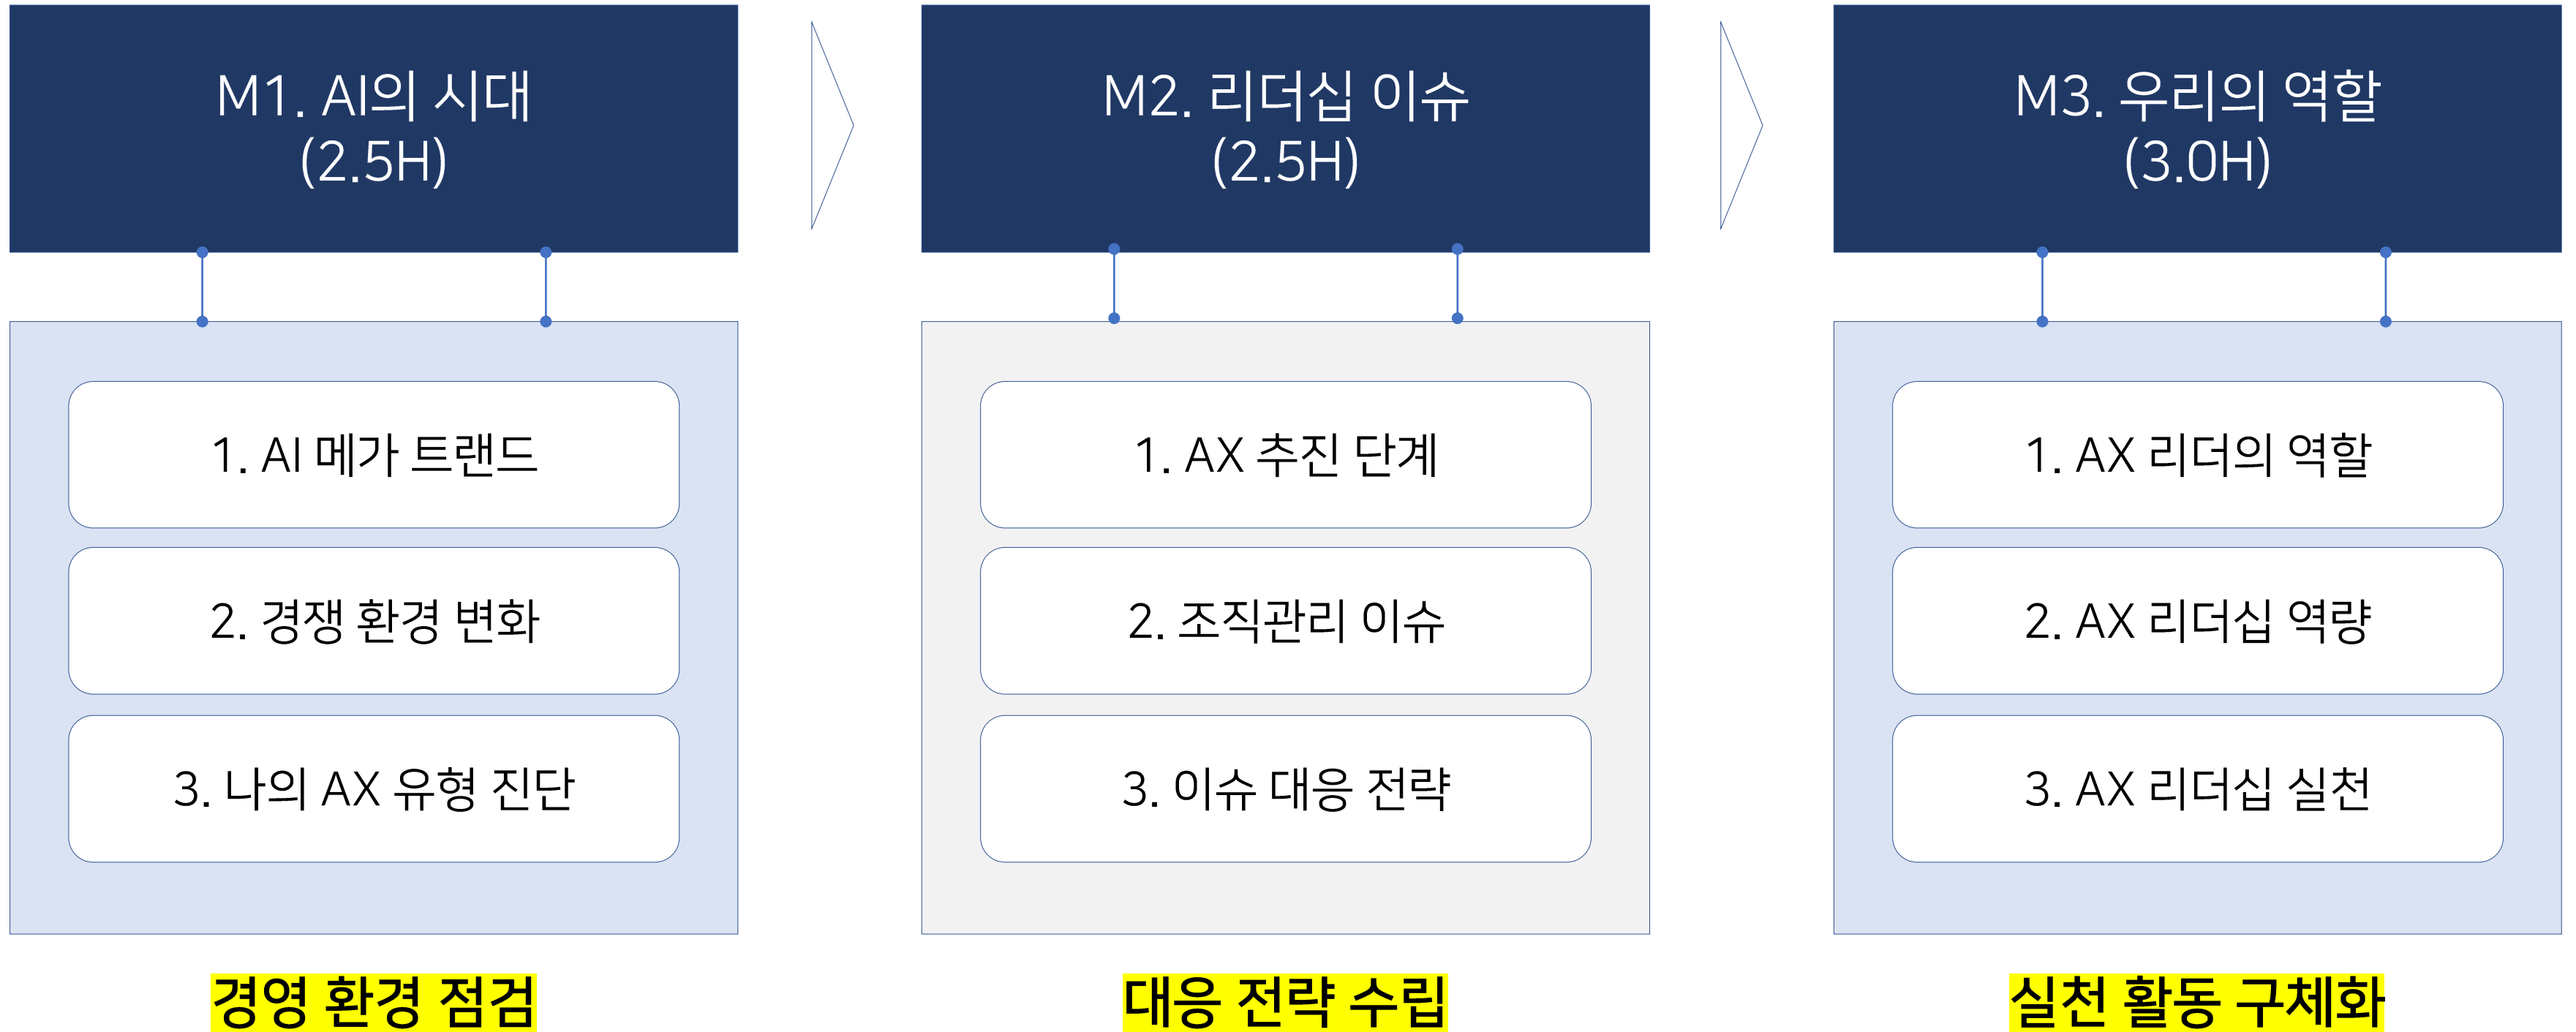 M1. AI의 시대
(2.5H)
1. AI 메가 트랜드
2. 경쟁 환경 변화
3. 나의 AX 유형 진단
경영 환경 점검
M2. 리더십 이슈
(2.5H)
1. AX 추진 단계
2. 조직관리 이슈
3. 이슈 대응 전략
대응 전략 수립
M3. 우리의 역할
(3.0H)
1. AX 리더의 역할
2. AX 리더십 역량
3. AX 리더십 실천
실천 활동 구체화